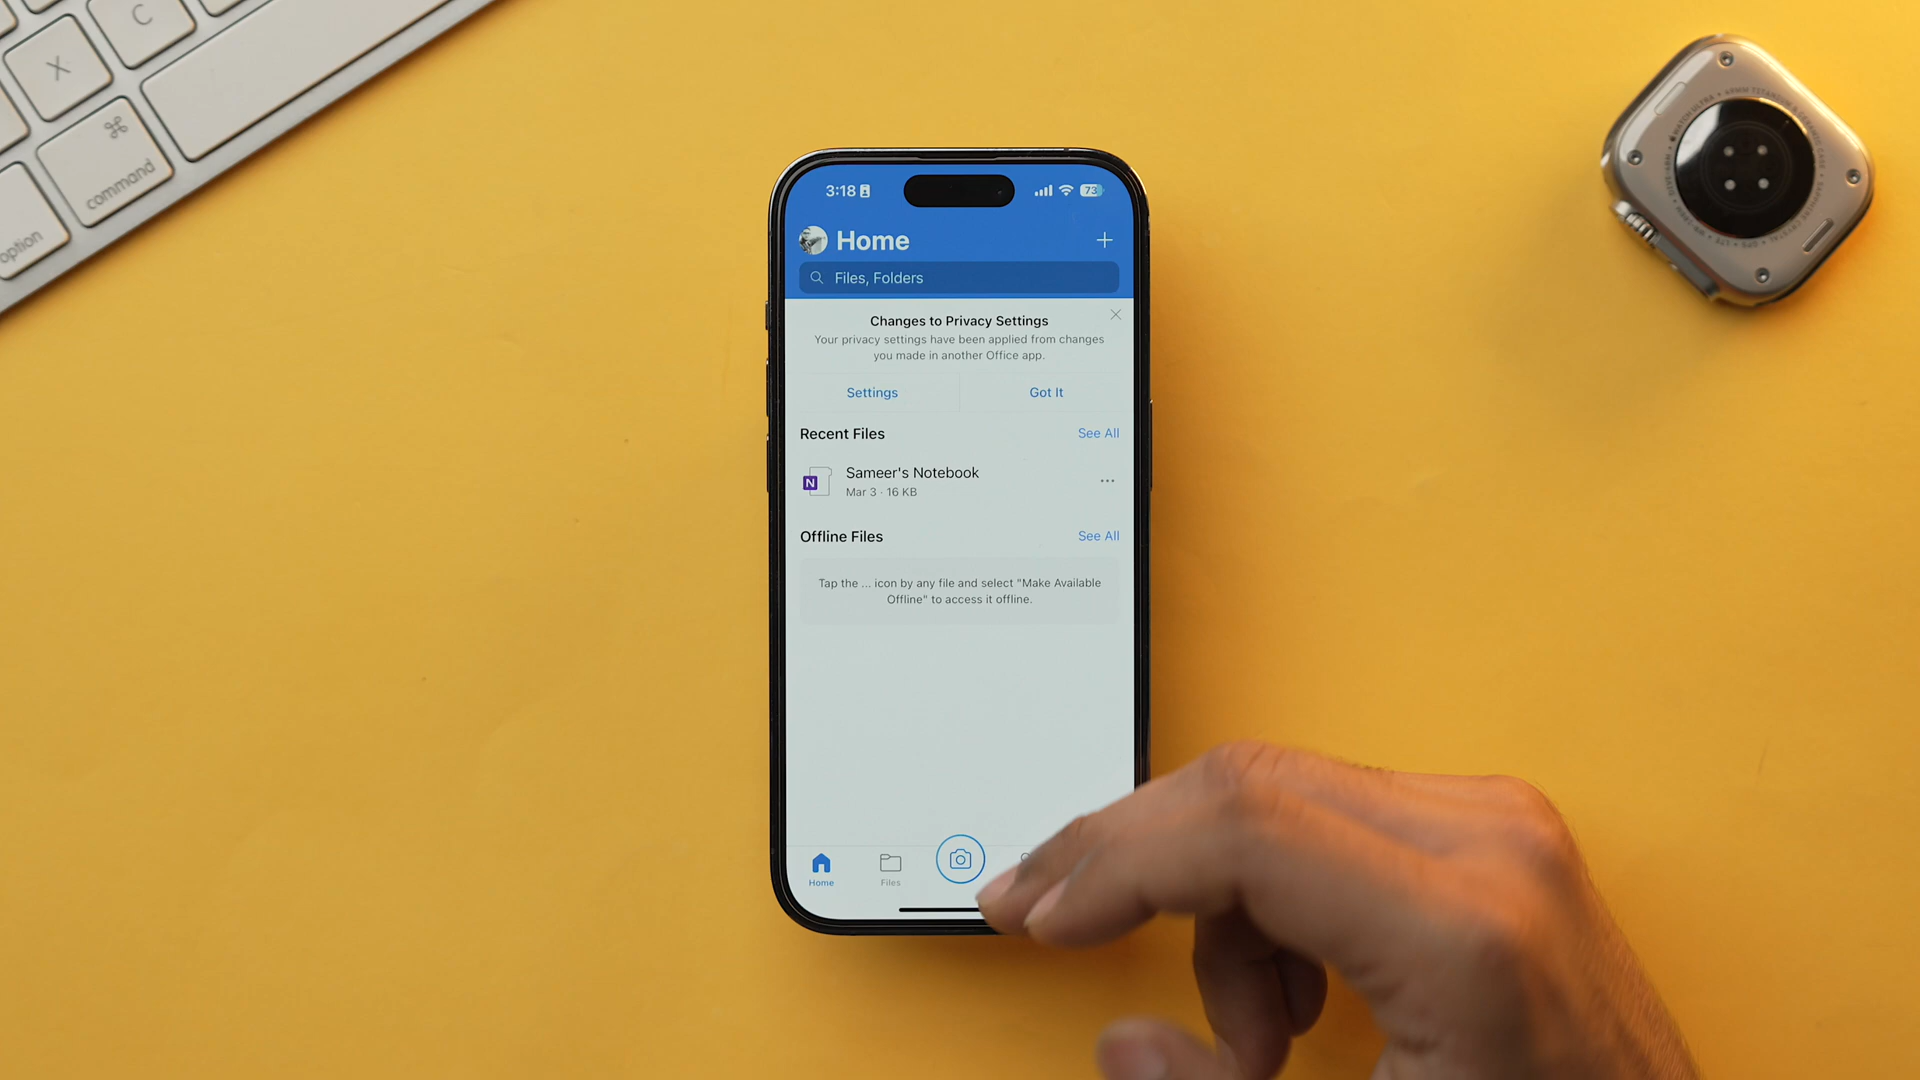 C
X
⌘
command
option
3:18
73
Home
Files, Folders
Changes to Privacy Settings
Your privacy settings have been applied from changes
you made in another Office app.
Settings
Got It
Recent Files
See All
N
Sameer's Notebook
Mar 3 · 16 KB
Offline Files
See All
Tap the ... icon by any file and select "Make Available
Offline" to access it offline.
Home
Files